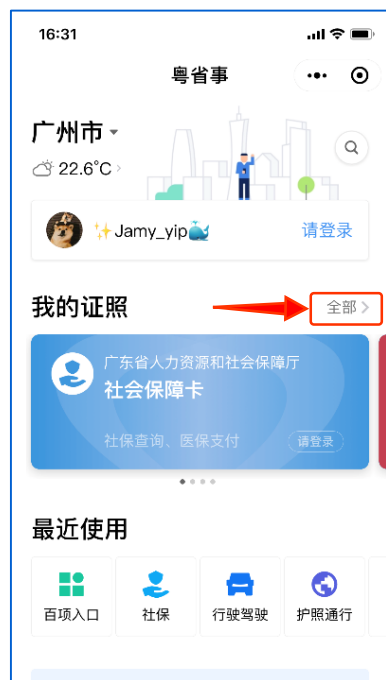 16:31
粤省事
广州市
22.6°C
✨Jamy_yip🐳
请登录
我的证照
全部
广东省人力资源和社会保障厅
社会保障卡
社保查询、医保支付
请登录
最近使用
百项入口
社保
行驶驾驶
护照通行